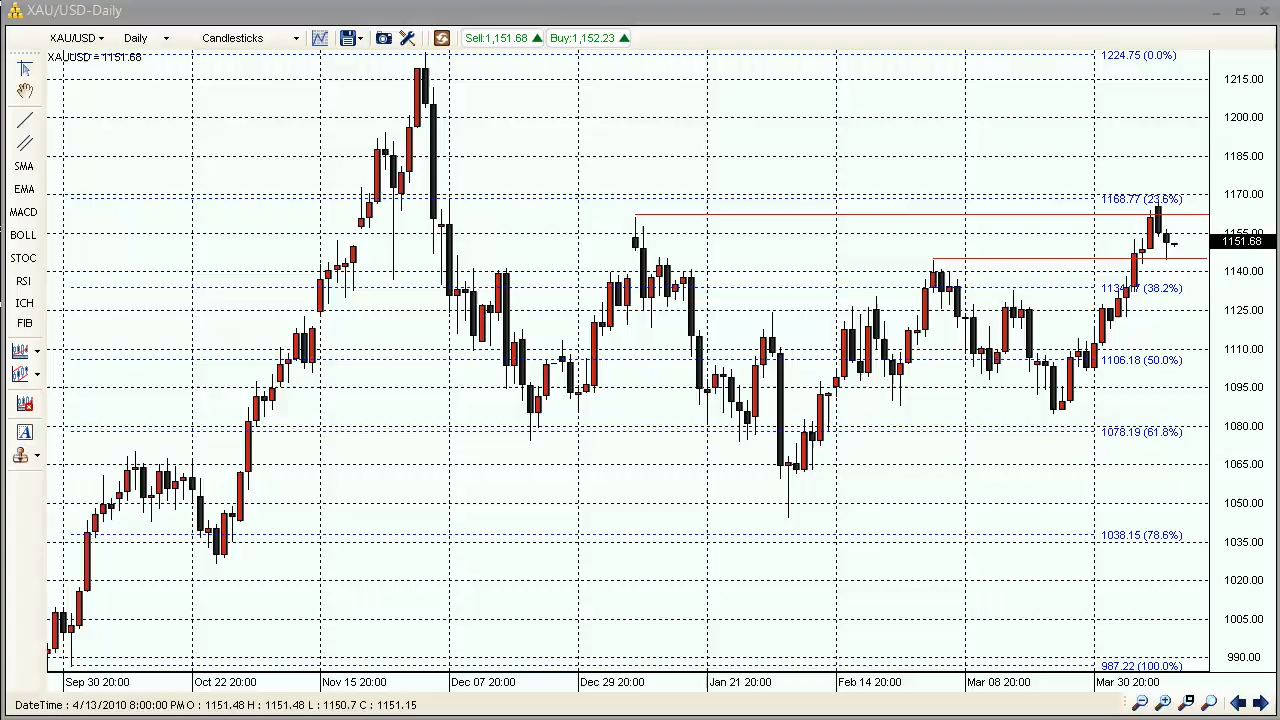 XAU/USD-Daily
XAU/USD Daily Candlesticks Sell:1,151.68 Buy:1,152.23
XAUUSD = 1151.68
1224.75 (0.0%)
1215.00
1200.00
1185.00
1170.00
1168.77 (23.6%)
SMA
EMA
MACD
BOLL
STOC
RSI
ICH
FIB
A
1155.00
1151.68
1140.00
(38.2%)
1125.00
1110.00
1106.18 (50.0%)
1095.00
1080.00
1078.19 (61.8%)
1065.00
1050.00
1038.15 (78.6%)
1035.00
1020.00
1005.00
990.00
987.22 (100.0%)
Sep 30 20:00 Oct 22 20:00 Nov 15 20:00 Dec 07 20:00 Dec 29 20:00 Jan 21 20:00 Feb 14 20:00 Mar 08 20:00 Mar 30 20:00
DateTime : 4/13/2010 8:00:00 PM O : 1151.48 H : 1151.48 L : 1150.7 C : 1151.15